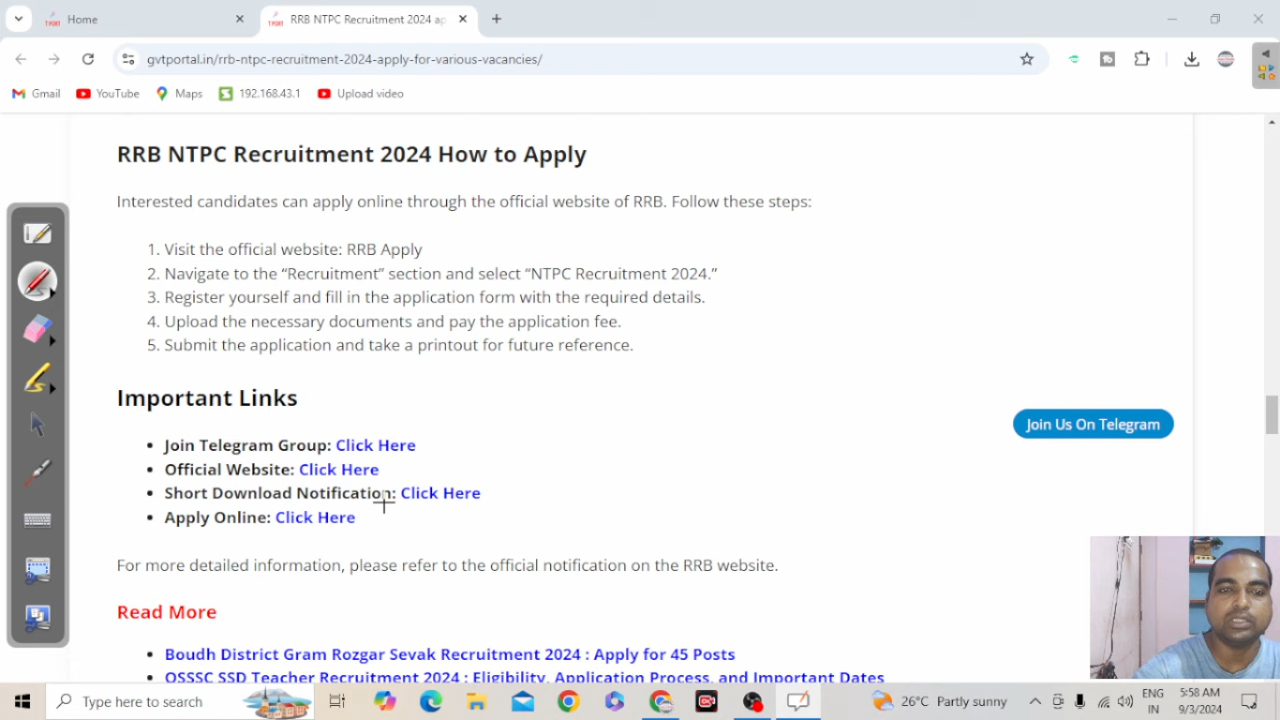 Home
RRB NTPC Recruitment 2024 ap
gvtportal.in/rrb-ntpc-recruitment-2024-apply-for-various-vacancies/
Gmail YouTube Maps 192.168.43.1 Upload video
RRB NTPC Recruitment 2024 How to Apply
Interested candidates can apply online through the official website of RRB. Follow these steps:
1. Visit the official website: RRB Apply
2. Navigate to the “Recruitment” section and select “NTPC Recruitment 2024.”
3. Register yourself and fill in the application form with the required details.
4. Upload the necessary documents and pay the application fee.
5. Submit the application and take a printout for future reference.
Important Links
Join Us On Telegram
• Join Telegram Group: Click Here
• Official Website: Click Here
• Short Download Notification: Click Here
• Apply Online: Click Here
For more detailed information, please refer to the official notification on the RRB website.
Read More
• Boudh District Gram Rozgar Sevak Recruitment 2024 : Apply for 45 Posts
• OSSSC SSD Teacher Recruitment 2024 : Eligibility, Application Process, and Important Dates
Type here to search
26°C Partly sunny
ENG
IN
5:58 AM
9/3/2024